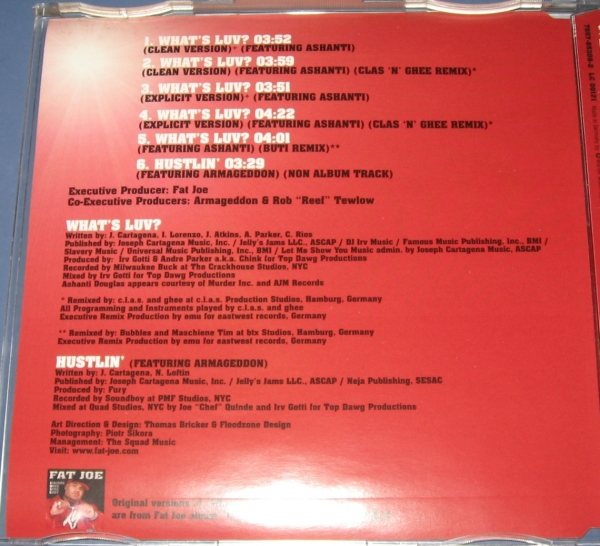 1. WHAT'S LUV? 03:52
(CLEAN VERSION)* (FEATURING ASHANTI)
2. WHAT'S LUV? 03:59
(CLEAN VERSION) (FEATURING ASHANTI) (CLAS 'N' GHEE REMIX)*
3. WHAT'S LUV? 03:51
(EXPLICIT VERSION)* (FEATURING ASHANTI)
4. WHAT'S LUV? 04:22
(EXPLICIT VERSION) (FEATURING ASHANTI) (CLAS 'N' GHEE REMIX)*
5. WHAT'S LUV? 04:01
(FEATURING ASHANTI) (BUTI REMIX)**
6. HUSTLIN' 03:29
(FEATURING ARMAGEDDON) (NON ALBUM TRACK)
Executive Producer: Fat Joe
Co-Executive Producers: Armageddon & Rob "Reef" Tewlow
WHAT'S LUV?
Written by: J. Cartagena, I. Lorenzo, J. Atkins, A. Parker, C. Rios
Published by: Joseph Cartagena Music, Inc. / Jelly's Jams LLC., ASCAP / DJ Irv Music / Famous Music Publishing, Inc., BMI /
Slavery Music / Universal Music Publishing, Inc., BMI / Let Me Show You Music admin. by Joseph Cartagena Music, ASCAP
Produced by: Irv Gotti & Andre Parker a.k.a. Chink for Top Dawg Productions
Recorded by Milwaukee Buck at The Crackhouse Studios, NYC
Mixed by Irv Gotti for Top Dawg Productions
Ashanti Douglas appears courtesy of Murder Inc. and AJM Records
* Remixed by: c.l.a.s. and ghee at c.l.a.s. Production Studios, Hamburg, Germany
All Programming and Instruments played by c.l.a.s. and ghee
Executive Remix Production by emu for eastwest records, Germany
** Remixed by: Bubbles and Maschiene Tim at btx Studios, Hamburg, Germany
Executive Remix Production by emu for eastwest records, Germany
HUSTLIN' (FEATURING ARMAGEDDON)
Written by: J. Cartagena, N. Loftin
Published by: Joseph Cartagena Music, Inc. / Jelly's Jams LLC., ASCAP / Noja Publishing, SESAC
Produced by: Fury
Recorded by Soundboy at PMF Studios, NYC
Mixed at Quad Studios, NYC by Joe "Chef" Quinde and Irv Gotti for Top Dawg Productions
Art Direction & Design: Thomas Bricker & Floodzone Design
Photography: Piotr Sikora
Management: The Squad Music
Visit: www.fat-joe.com
FAT JOE
Original versions of
are from Fat Joe album